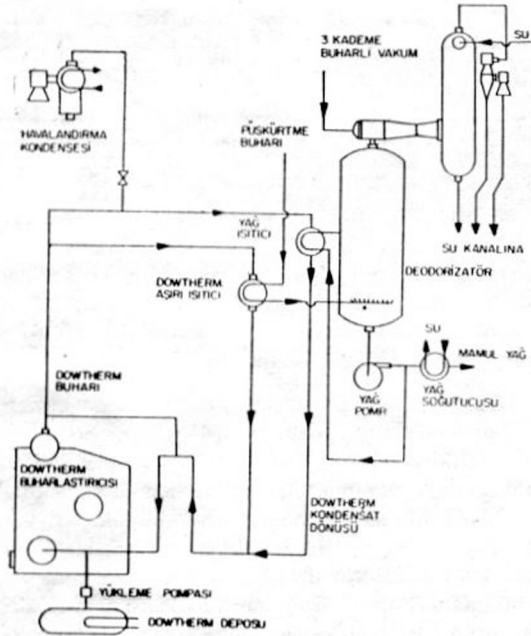 3 KADEME
BUHARLI VAKUM
SU
HAVALANDIRMA
KONDENSESİ
PÜSKÜRTME
BUHARI
YAĞ
ISITICI
SU KANALINA
DEODORİZATÖR
DOWTHERM
AŞIRI ISITICI
SU
MAMUL YAĞ
YAĞ
SOĞUTUCUSU
YAĞ
POMP.
DOWTHERM
BUHARI
DOWTHERM
BUHARLAŞTIRICISI
DOWTHERM
KONDENSAT
DÖNÜSÜ
YÜKLEME POMPASI
DOWTHERM DEPOSU